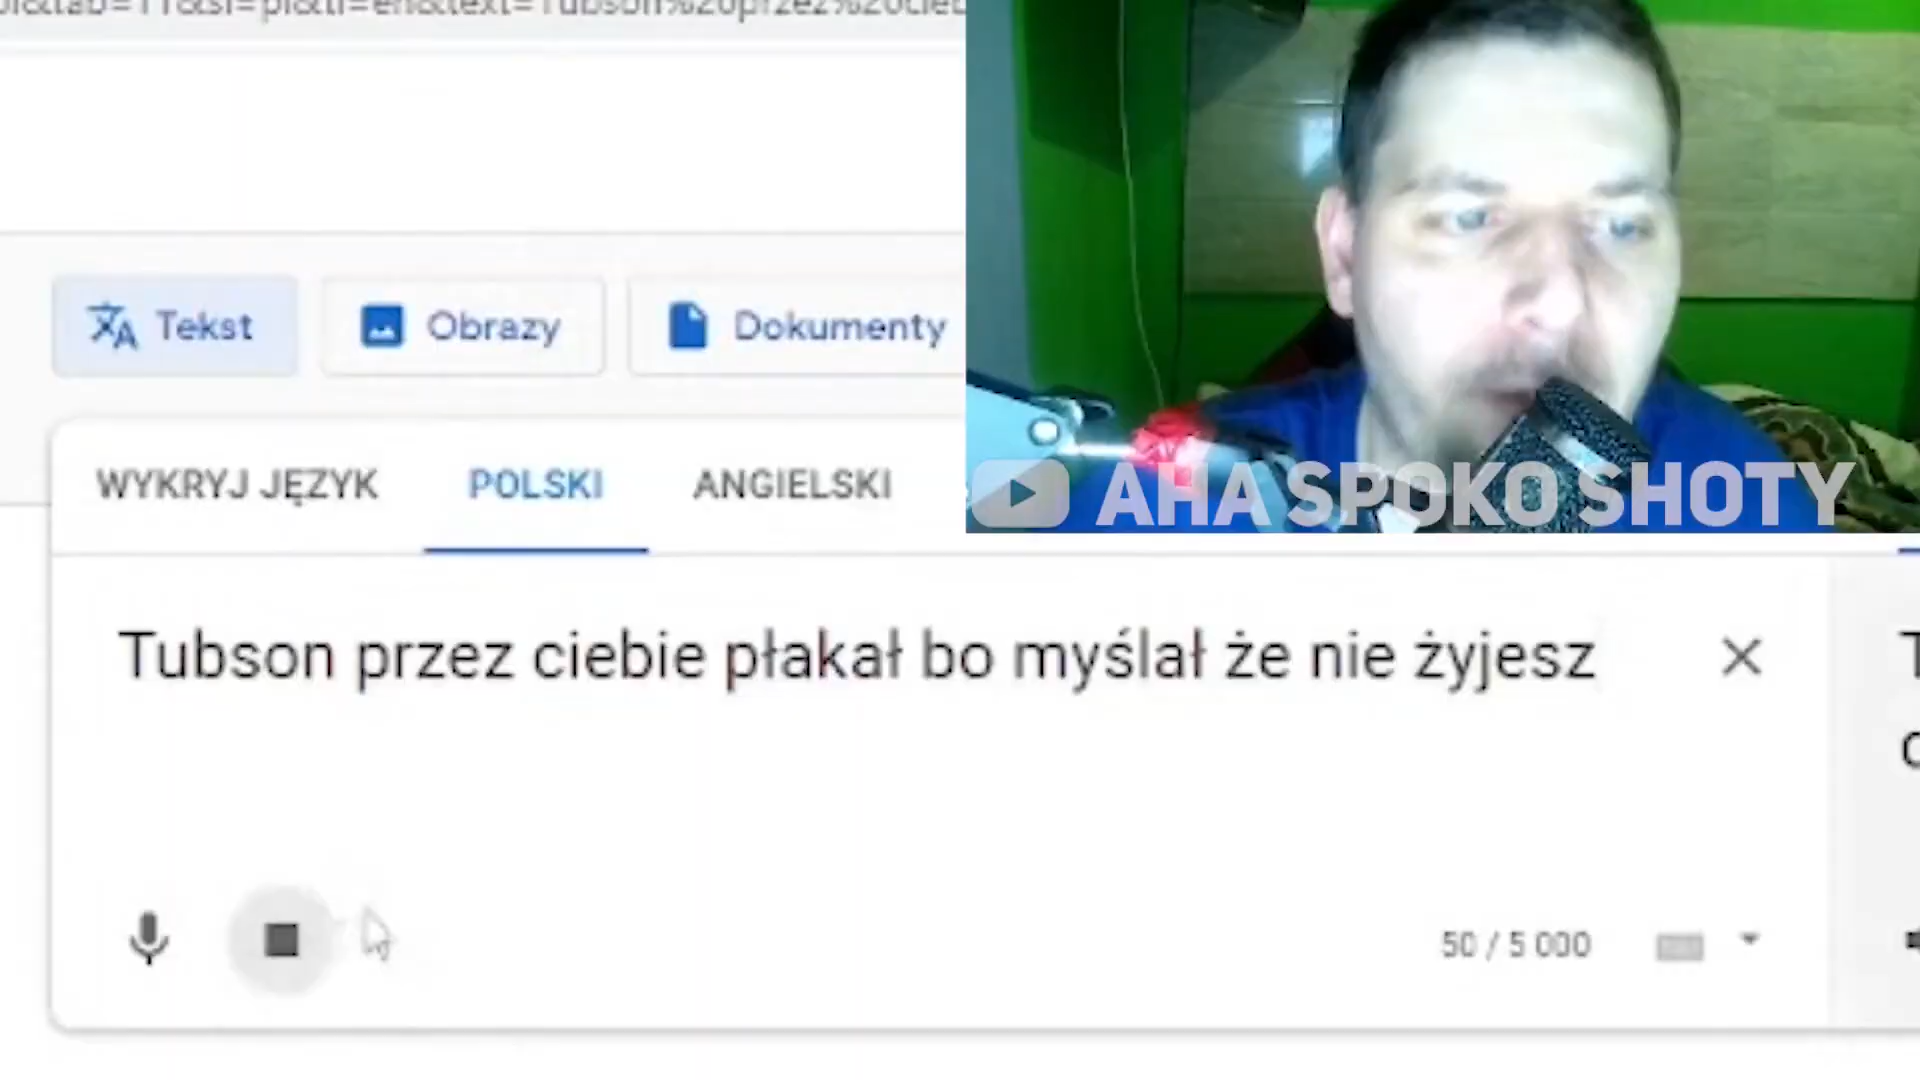 Tekst
Obrazy
Dokumenty
WYKRYJ JĘZYK
POLSKI
ANGIELSKI
AHA SPOKO SHOTY
Tubson przez ciebie płakał bo myślał że nie żyjesz
50 / 5 000